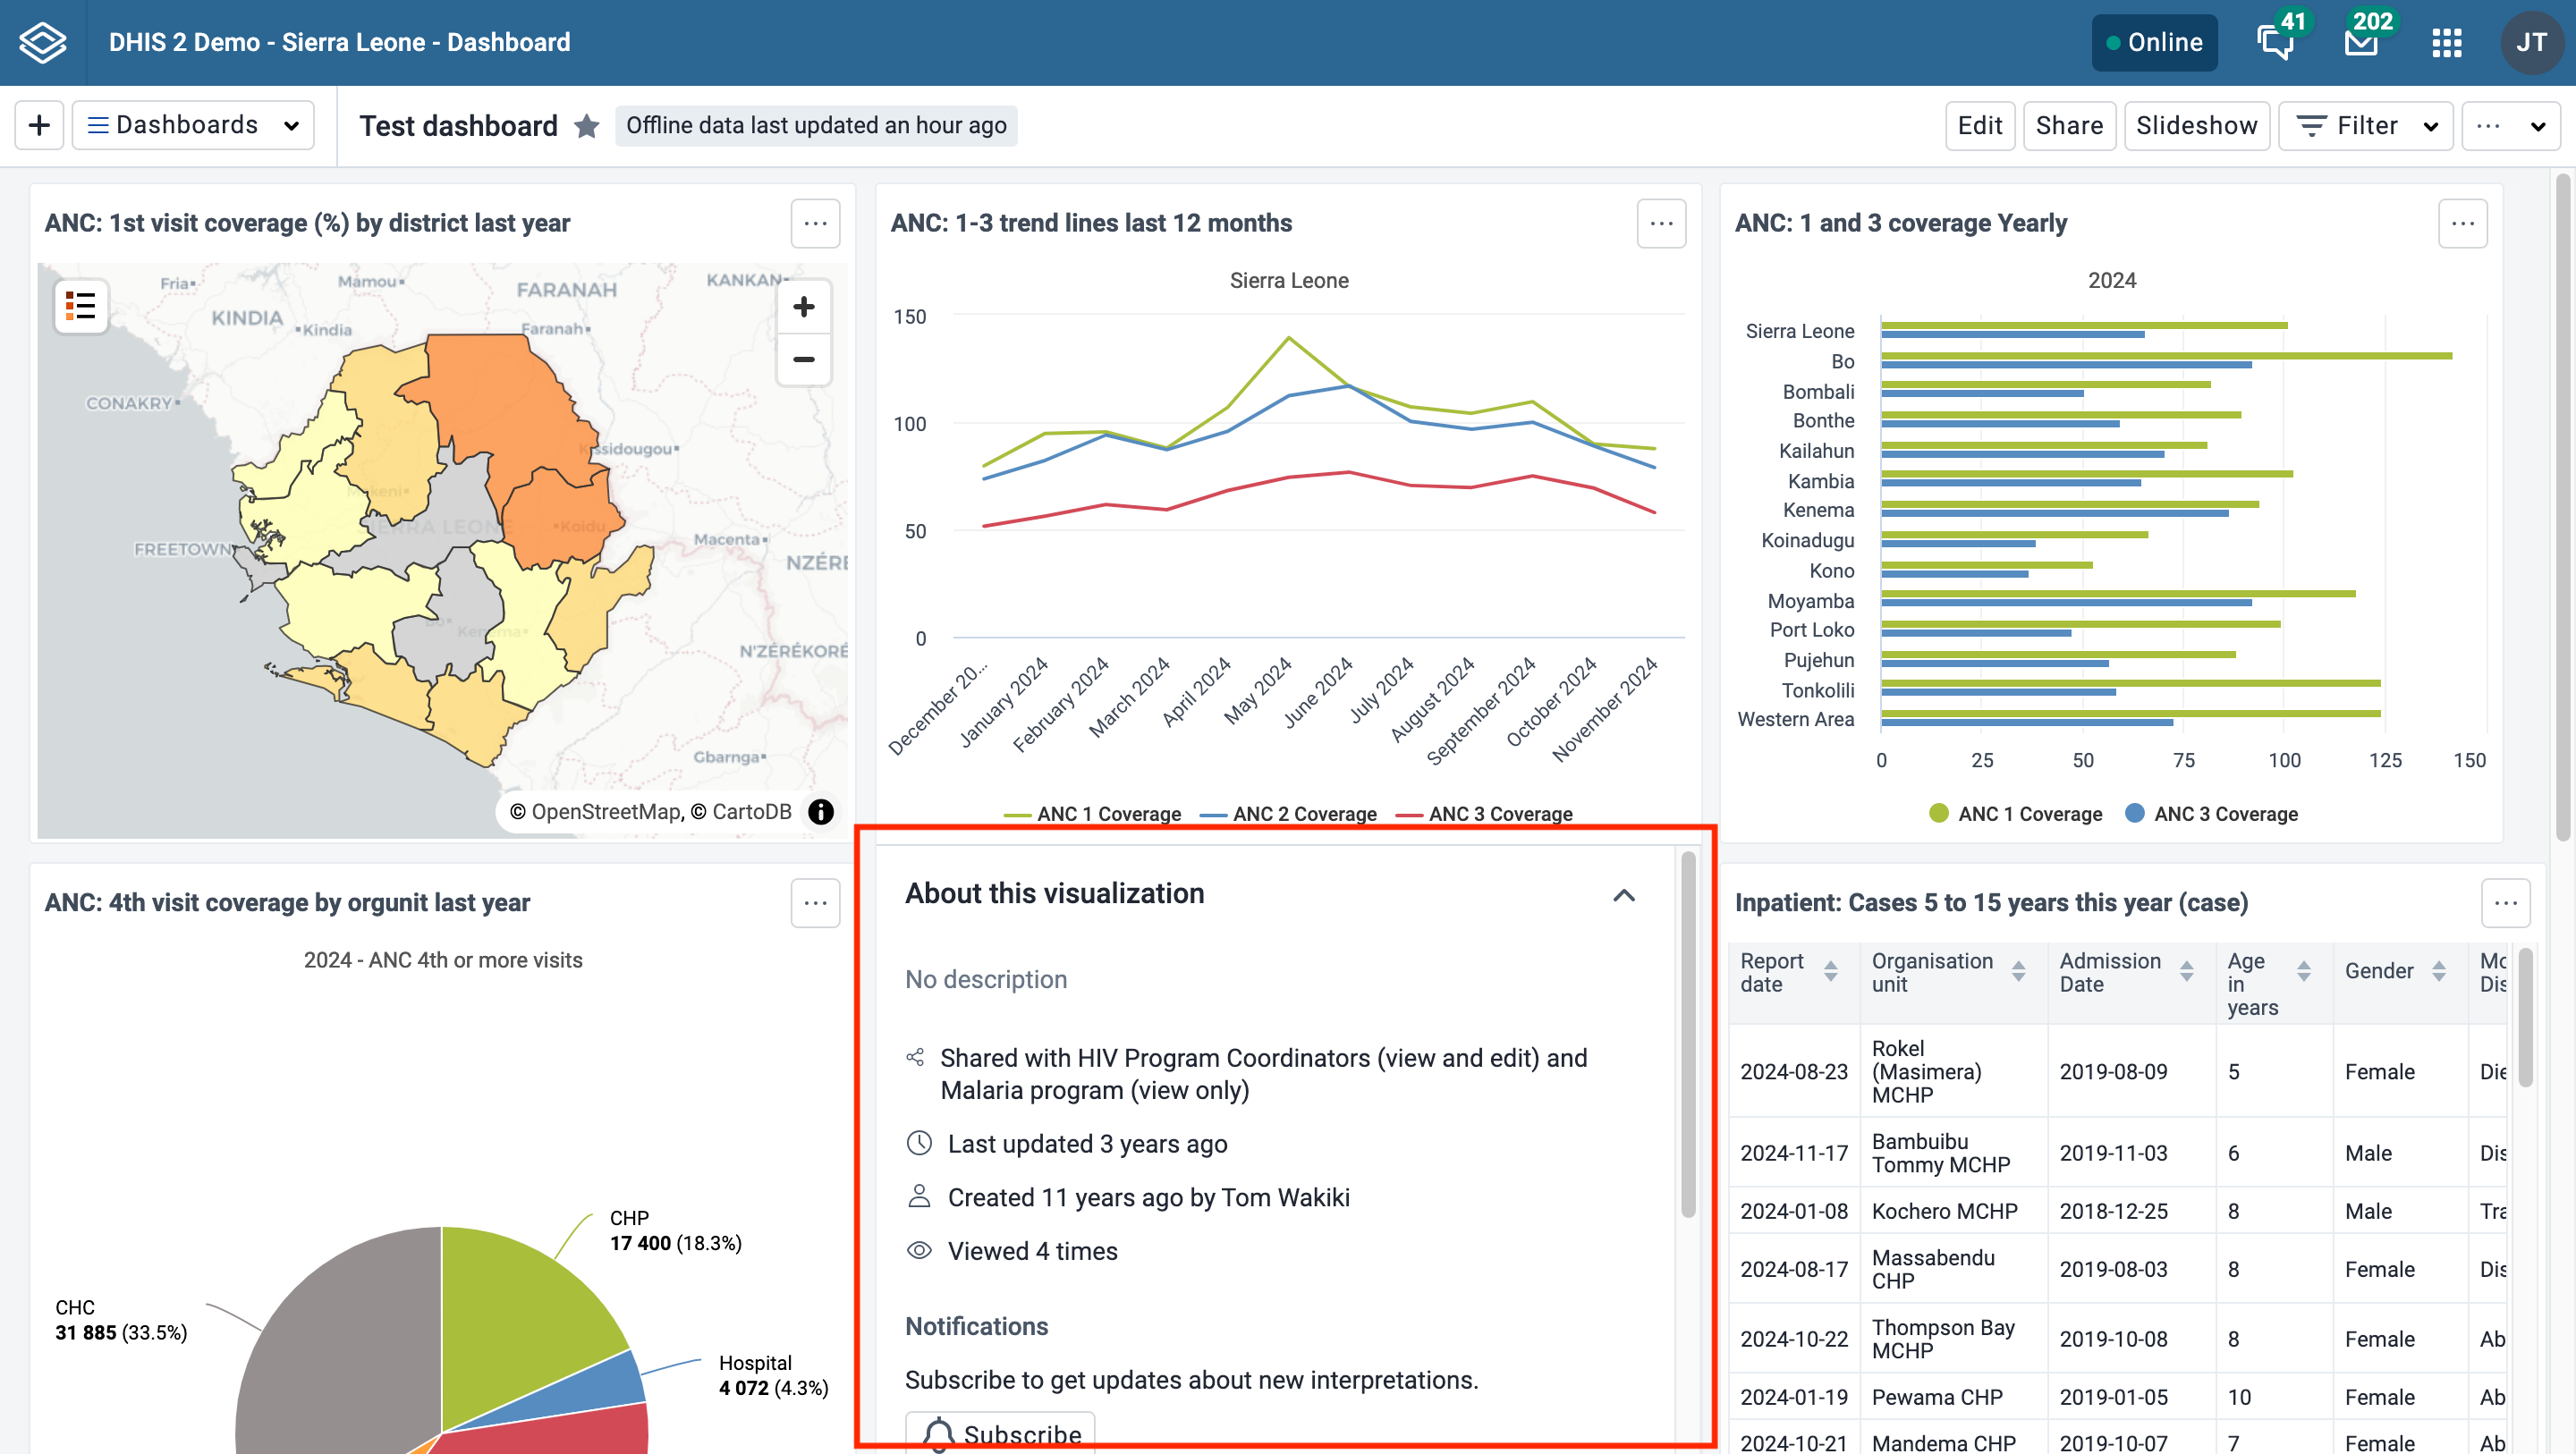 DHIS 2 Demo - Sierra Leone - Dashboard
Online
41
202
JT
Dashboards
Test dashboard
Offline data last updated an hour ago
Edit
Share
Slideshow
Filter
ANC: 1st visit coverage (%) by district last year
Fria
Mamou
FARANAH
KANKAN
KINDIA
Kindia
Faranah
CONAKRY
Kissidougou
Makeni
SIERRA LEONE
Koidu
FREETOWN
Macenta
NZÉRÉ
Bo
Kenema
N'ZÉRÉKORÉ
Gbarnga
© OpenStreetMap, © CartoDB
ANC: 1-3 trend lines last 12 months
Sierra Leone
150
100
50
0
December 20...
January 2024
February 2024
March 2024
April 2024
May 2024
June 2024
July 2024
August 2024
September 2024
October 2024
November 2024
ANC 1 Coverage
ANC 2 Coverage
ANC 3 Coverage
ANC: 1 and 3 coverage Yearly
2024
Sierra Leone
Bo
Bombali
Bonthe
Kailahun
Kambia
Kenema
Koinadugu
Kono
Moyamba
Port Loko
Pujehun
Tonkolili
Western Area
0 25 50 75 100 125 150
ANC 1 Coverage
ANC 3 Coverage
ANC: 4th visit coverage by orgunit last year
2024 - ANC 4th or more visits
CHP
17 400 (18.3%)
CHC
31 885 (33.5%)
Hospital
4 072 (4.3%)
About this visualization
No description
Shared with HIV Program Coordinators (view and edit) and
Malaria program (view only)
Last updated 3 years ago
Created 11 years ago by Tom Wakiki
Viewed 4 times
Notifications
Subscribe to get updates about new interpretations.
Subscribe
Inpatient: Cases 5 to 15 years this year (case)
Report date Organisation unit Admission Date Age in years Gender Mo Dis
2024-08-23 Rokel (Masimera) MCHP 2019-08-09 5 Female Die
2024-11-17 Bambuibu Tommy MCHP 2019-11-03 6 Male Dis
2024-01-08 Kochero MCHP 2018-12-25 8 Male Tra
2024-08-17 Massabendu CHP 2019-08-03 8 Female Dis
2024-10-22 Thompson Bay MCHP 2019-10-08 8 Female Ab
2024-01-19 Pewama CHP 2019-01-05 10 Female Ab
2024-10-21 Mandema CHP 2019-10-07 7 Female Ab